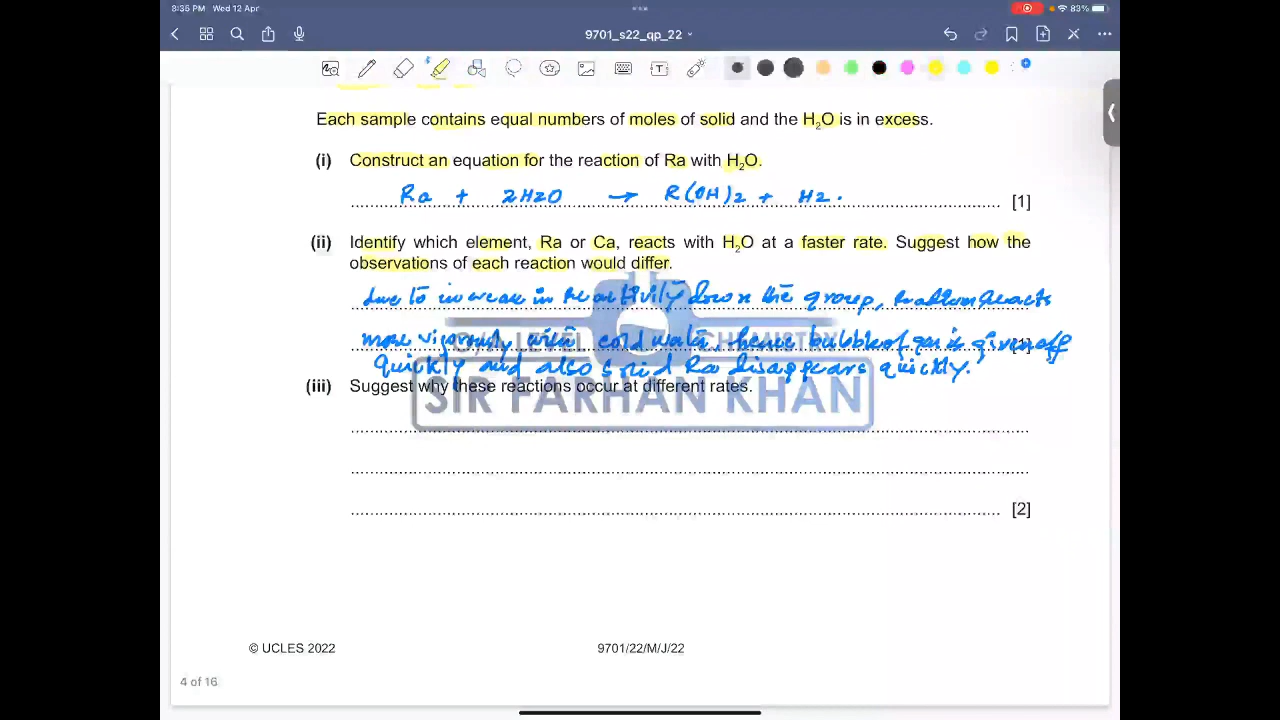 8:35 PM Wed 12 Apr
83%
9701_s22_qp_22
Each sample contains equal numbers of moles of solid and the H₂O is in excess.
(i) Construct an equation for the reaction of Ra with H₂O.
Ra + 2H2O → R(OH)2 + H2. [1]
(ii) Identify which element, Ra or Ca, reacts with H₂O at a faster rate. Suggest how the
observations of each reaction would differ.
due to increase in reactivity down the group, reacts
more vigorously with cold water, hence bubble of gas is given off [1]
quickly and also solid Ra disappears quickly.
(iii) Suggest why these reactions occur at different rates.
CHEMISTRY
SIR FARHAN KHAN
[2]
© UCLES 2022
9701/22/M/J/22
4 of 16